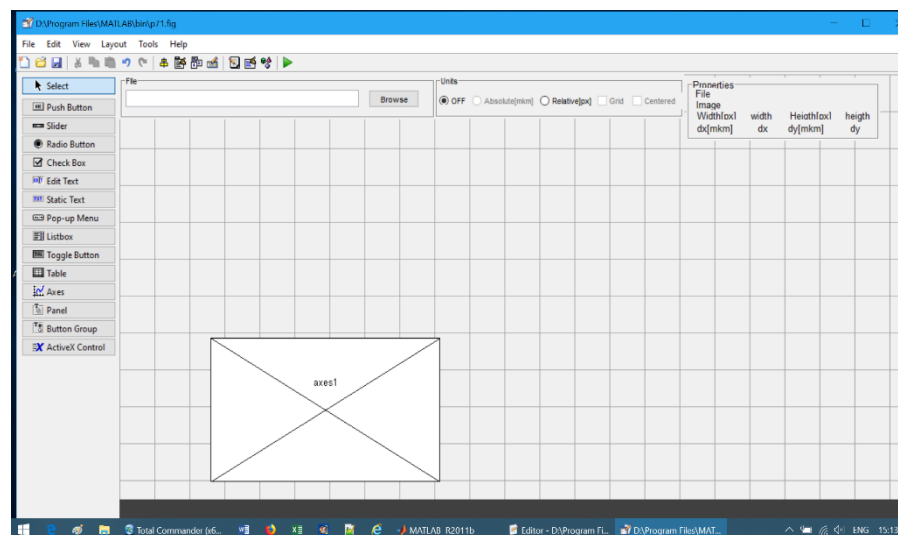 D:\Program Files\MATLAB\bin\p71.fig
File Edit View Layout Tools Help
Select
Push Button
Slider
Radio Button
Check Box
Edit Text
Static Text
Pop-up Menu
Listbox
Toggle Button
Table
Axes
Panel
Button Group
ActiveX Control
File
Browse
Units
OFF Absolute[mkm] Relative[px] Grid Centered
Properties
File
Image
Width[px] width Heigth[px] heigth
dx[mkm] dx dy[mkm] dy
axes1
Total Commander (x6... MATLAB R2011b Editor - D:\Program Fi... D:\Program Files\MAT... ENG 15:13